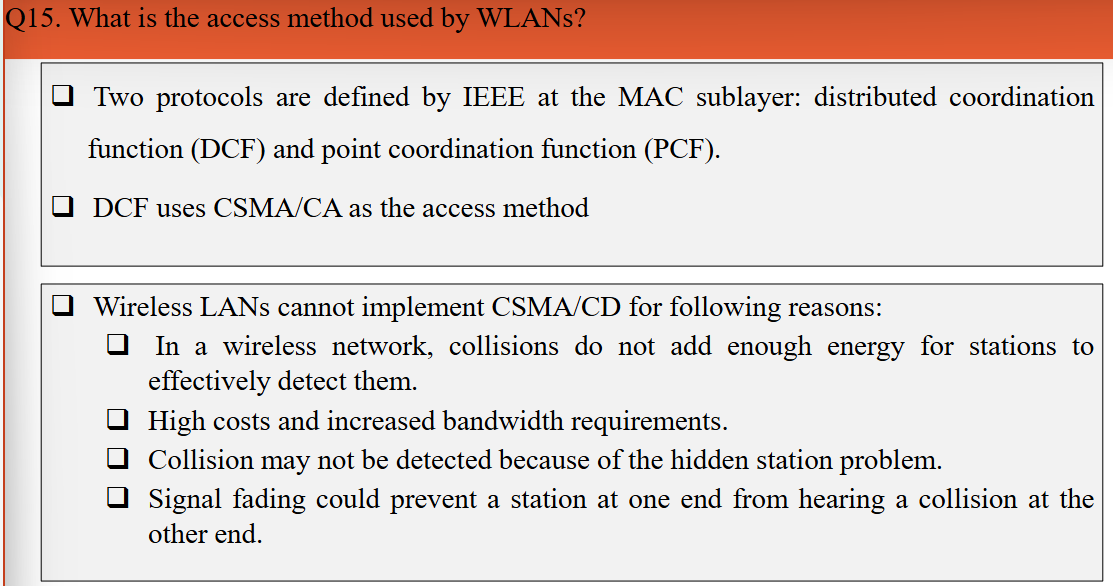 Q15. What is the access method used by WLANs?
❑ Two protocols are defined by IEEE at the MAC sublayer: distributed coordination
function (DCF) and point coordination function (PCF).
❑ DCF uses CSMA/CA as the access method
❑ Wireless LANs cannot implement CSMA/CD for following reasons:
❑ In a wireless network, collisions do not add enough energy for stations to
effectively detect them.
❑ High costs and increased bandwidth requirements.
❑ Collision may not be detected because of the hidden station problem.
❑ Signal fading could prevent a station at one end from hearing a collision at the
other end.